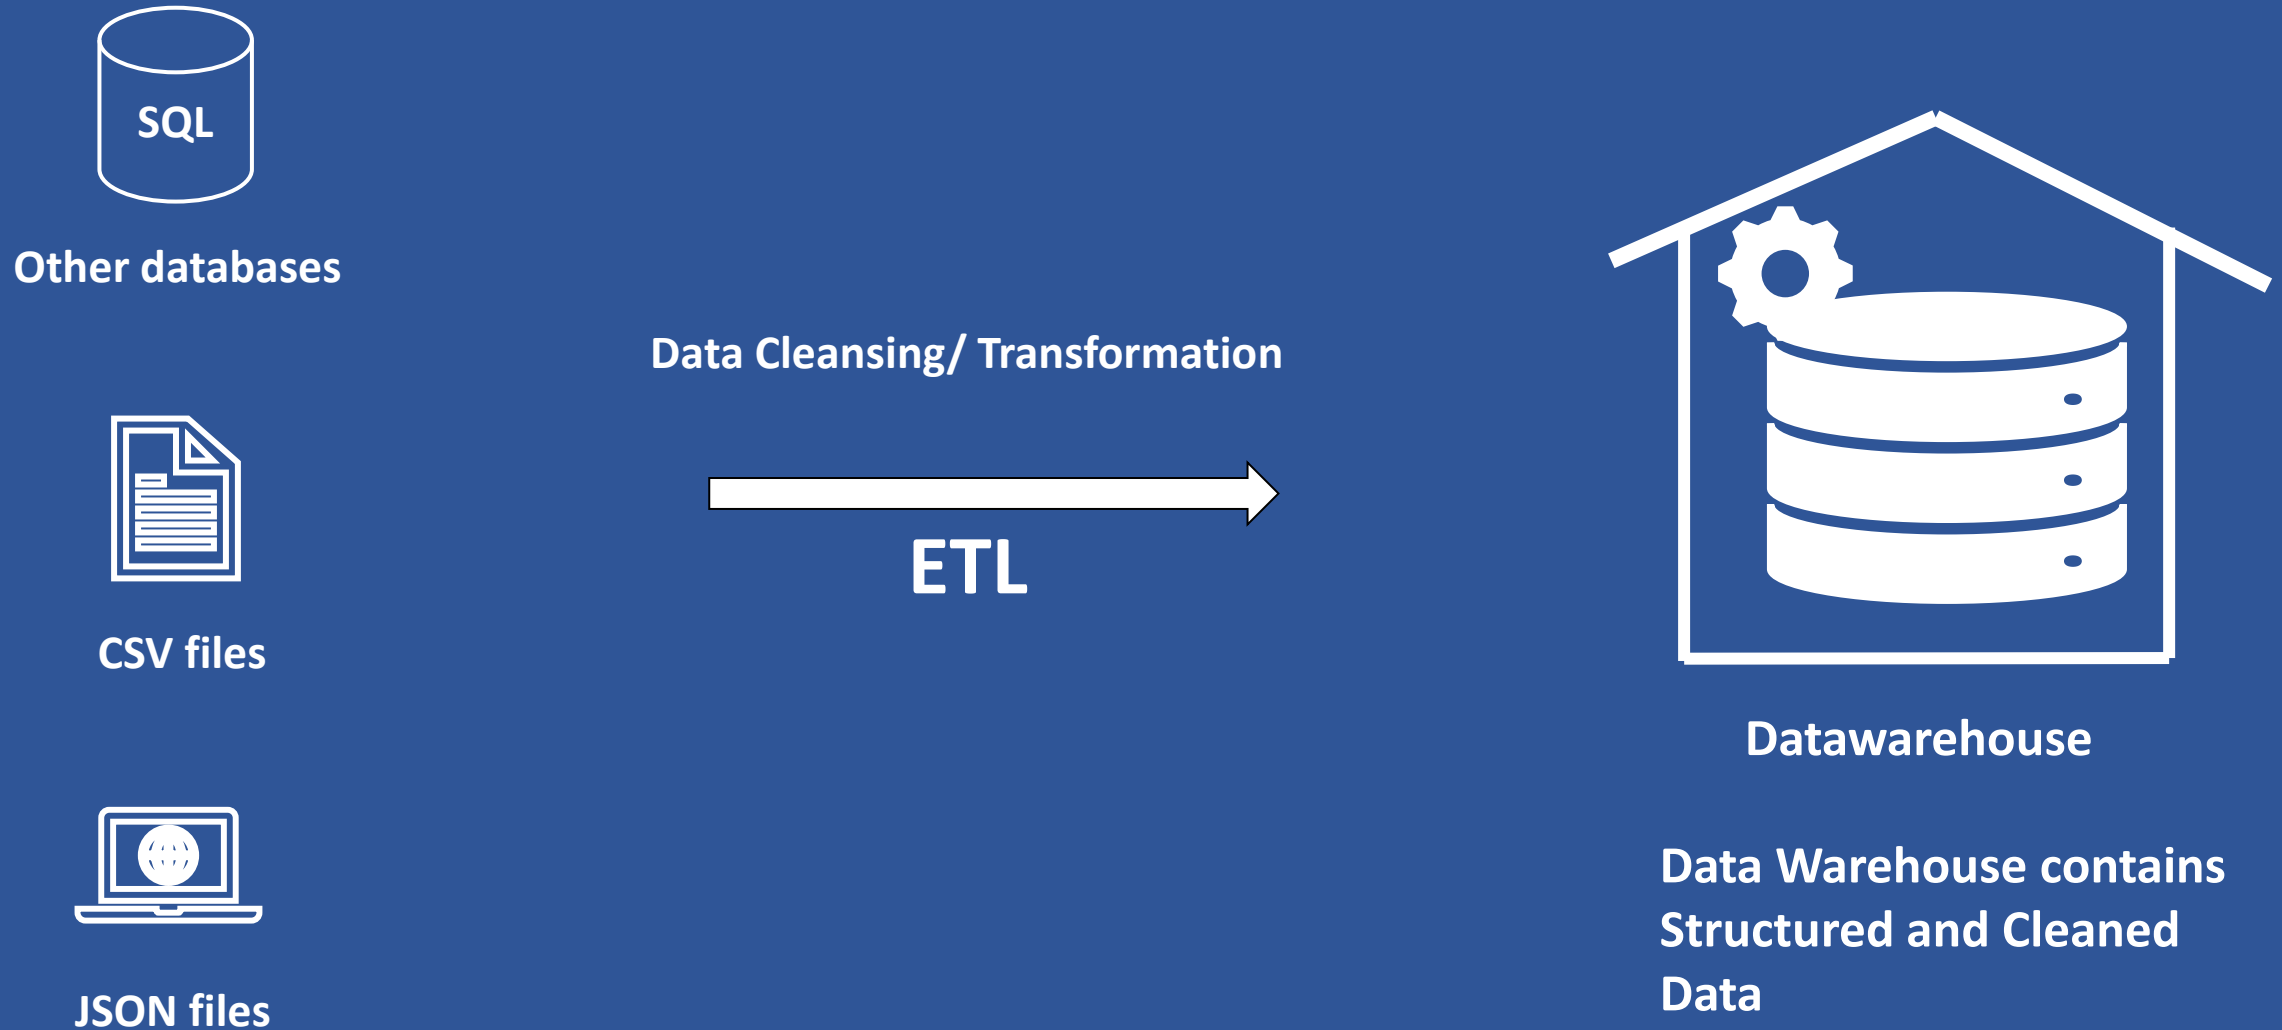 SQL
Other databases
CSV files
JSON files
Data Cleansing/ Transformation
ETL
Datawarehouse
Data Warehouse contains
Structured and Cleaned
Data